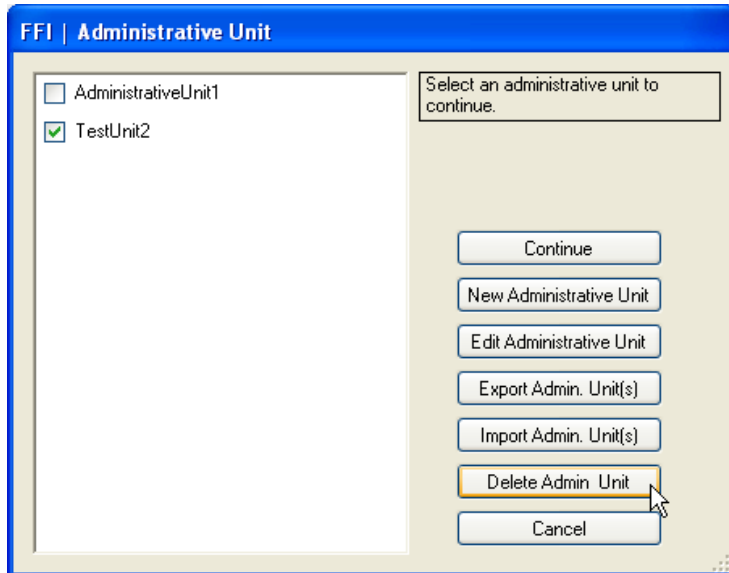 FFI | Administrative Unit
AdministrativeUnit1
TestUnit2
Select an administrative unit to
continue.
Continue
New Administrative Unit
Edit Administrative Unit
Export Admin. Unit(s)
Import Admin. Unit(s)
Delete Admin  Unit
Cancel